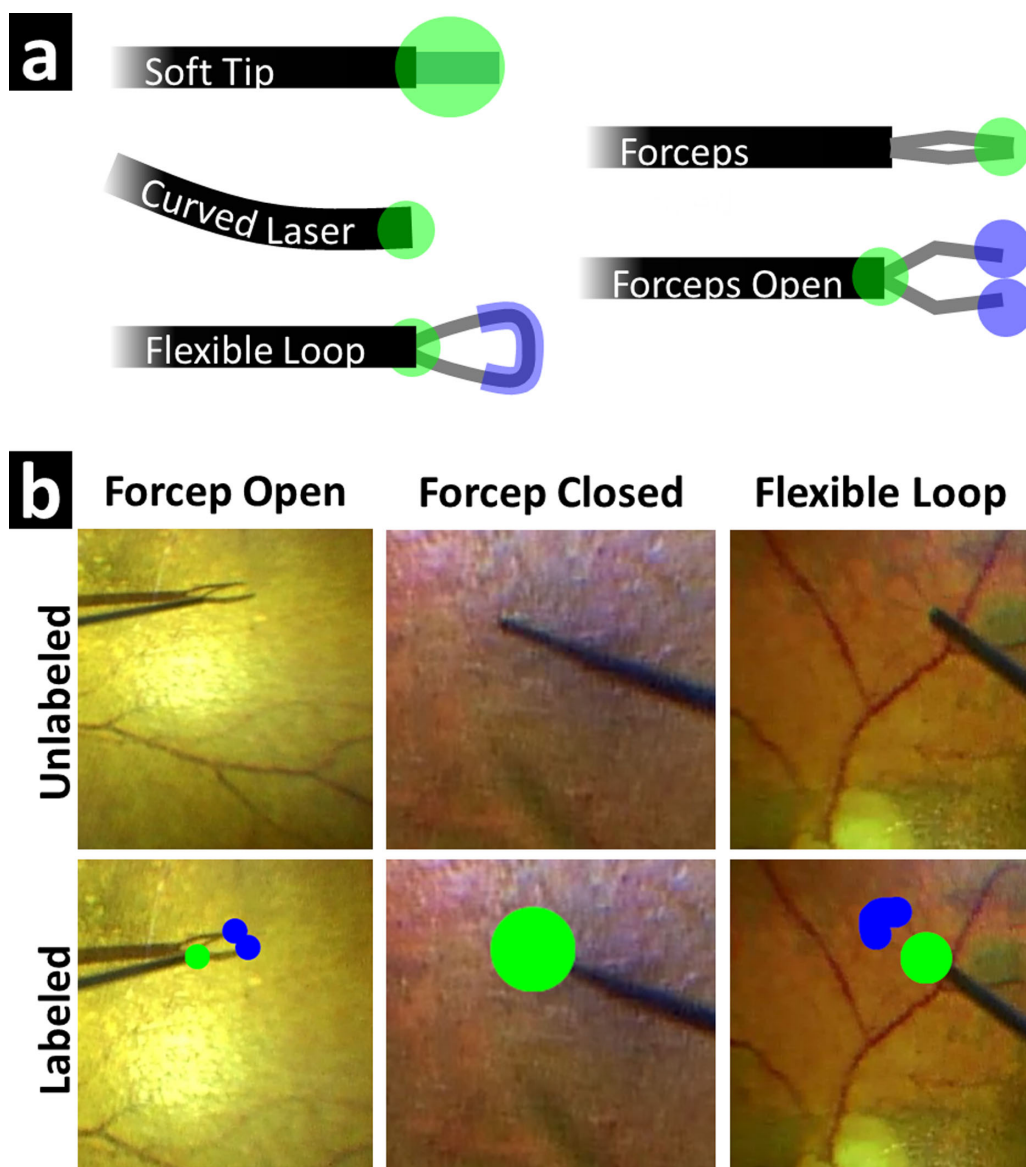 a
Soft Tip
Curved Laser
Flexible Loop
Forceps
Forceps Open
b
Forcep Open
Forcep Closed
Flexible Loop
Unlabeled
Labeled